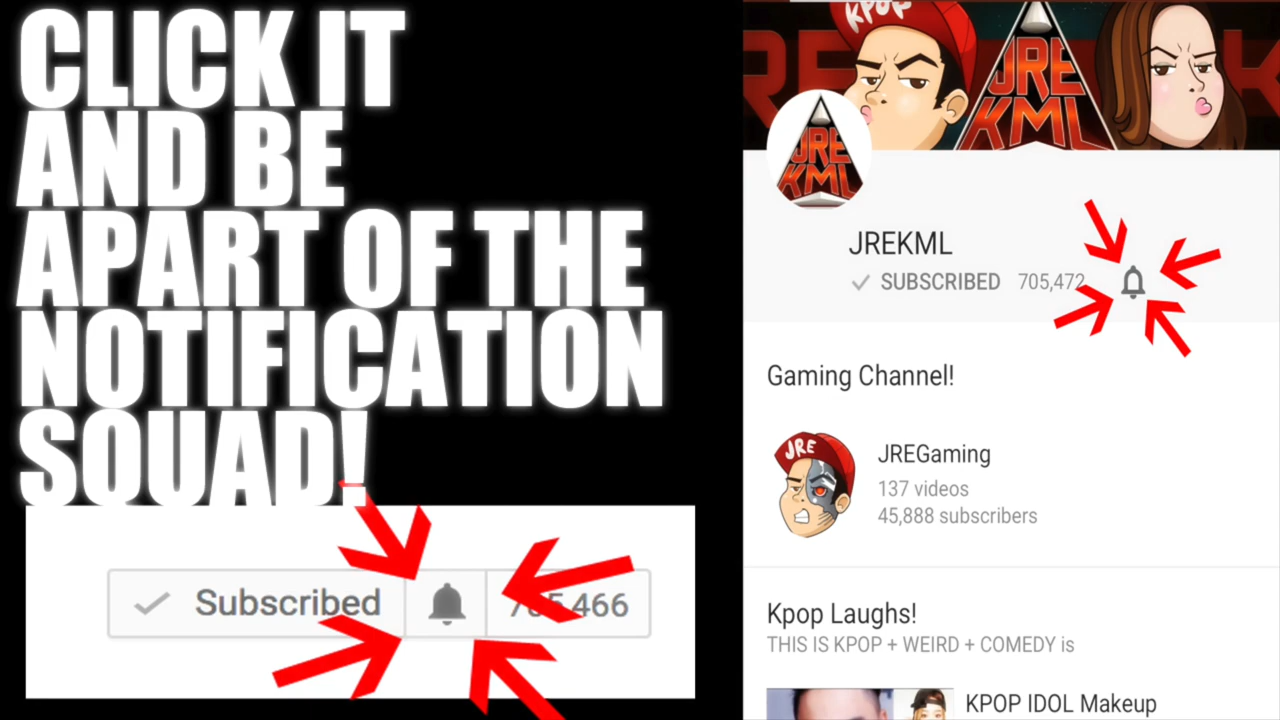 CLICK IT
AND BE
APART OF THE
NOTIFICATION
SQUAD!
Subscribed
705,466
KPOP
JRE
KML
JRE
KML
JREKML
SUBSCRIBED 705,472
Gaming Channel!
JRE
JREGaming
137 videos
45,888 subscribers
Kpop Laughs!
THIS IS KPOP + WEIRD + COMEDY is
KPOP IDOL Makeup